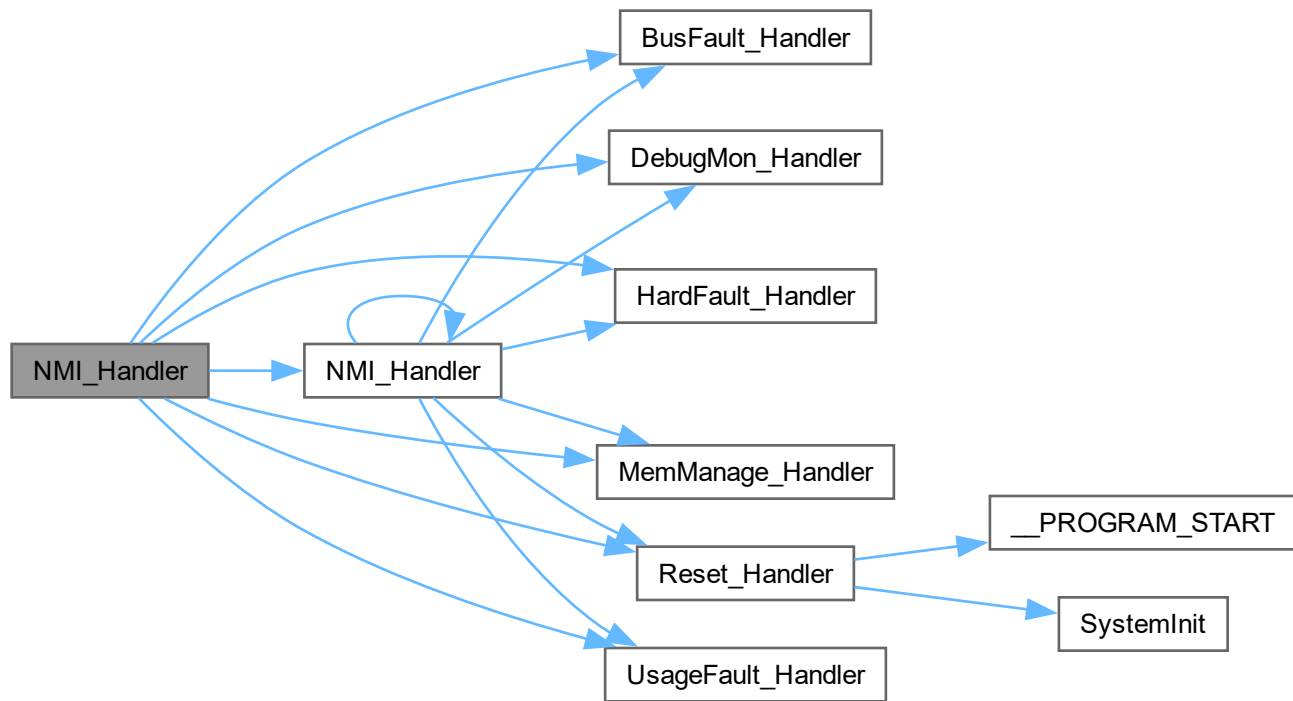 BusFault_Handler
DebugMon_Handler
HardFault_Handler
NMI_Handler
NMI_Handler
MemManage_Handler
__PROGRAM_START
Reset_Handler
SystemInit
UsageFault_Handler